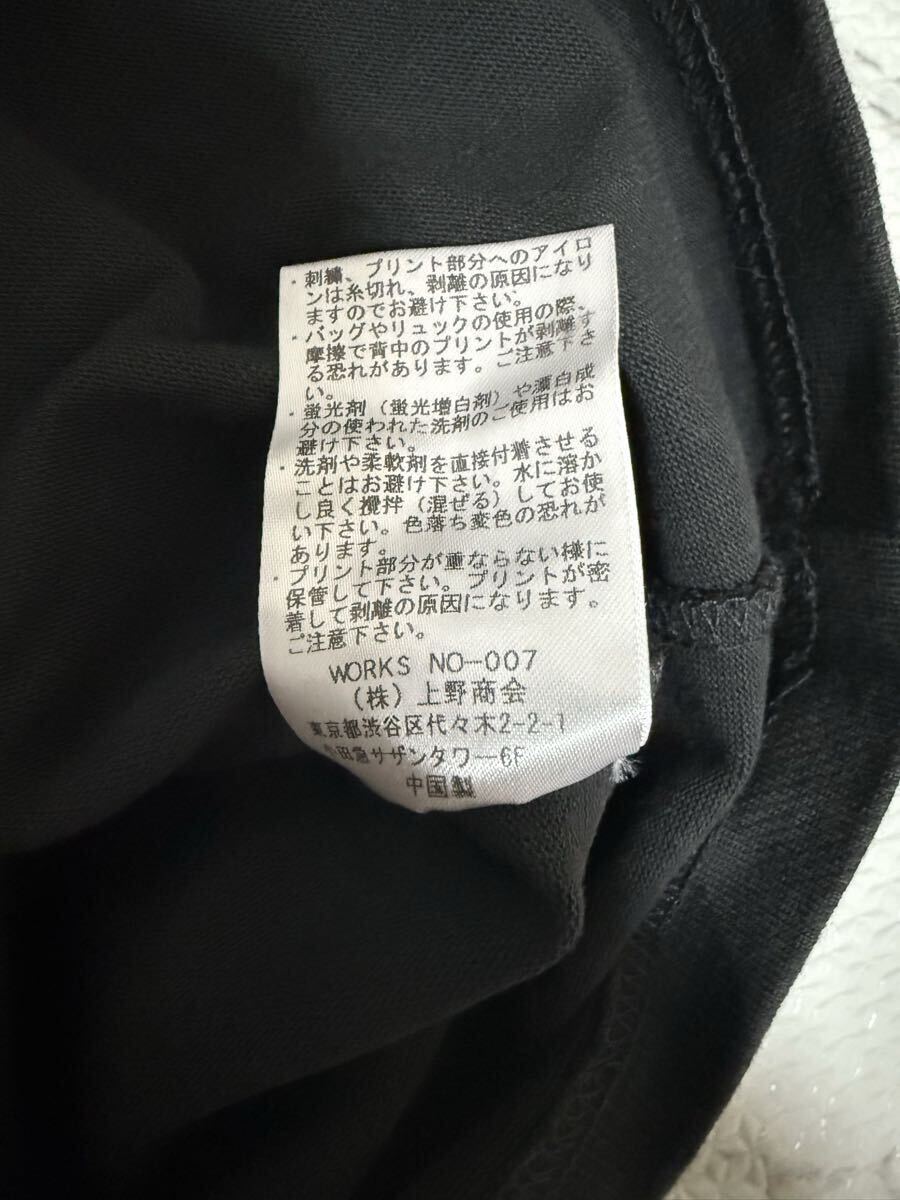 ・刺繍、プリント部分へのアイロ
ンは糸切れ、剥離の原因になり
ますのでお避け下さい。
・バッグやリュックの使用の際、
摩擦で背中のプリントが剥離す
る恐れがあります。ご注意下さ
い。
・蛍光剤（蛍光増白剤）や漂白成
分の使われた洗剤のご使用はお
避け下さい。
・洗剤や柔軟剤を直接付着させる
ことはお避け下さい。水に溶か
し良く攪拌（混ぜる）してお使
い下さい。色落ち変色の恐れが
あります。
・プリント部分が重ならない様に
保管して下さい。プリントが密
着して剥離の原因になります。
ご注意下さい。
WORKS NO-007
（株）上野商会
東京都渋谷区代々木2-2-1
小田急サザンタワー6F
中国製